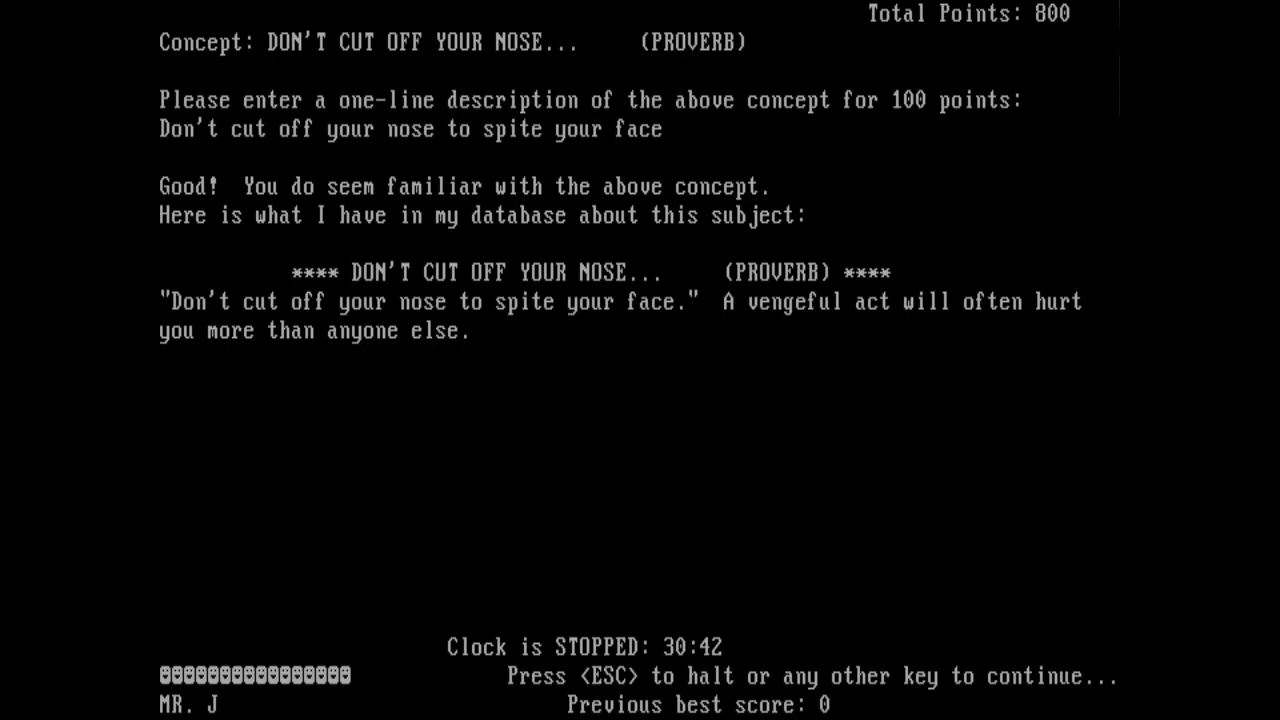 Total Points: 800
Concept: DON'T CUT OFF YOUR NOSE... (PROVERB)
Please enter a one-line description of the above concept for 100 points:
Don't cut off your nose to spite your face
Good! You do seem familiar with the above concept.
Here is what I have in my database about this subject:
**** DON'T CUT OFF YOUR NOSE... (PROVERB) ****
"Don't cut off your nose to spite your face." A vengeful act will often hurt
you more than anyone else.
Clock is STOPPED: 30:42
Press <ESC> to halt or any other key to continue...
MR. J Previous best score: 0